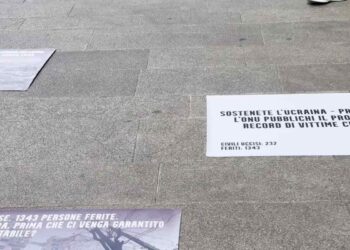 SOSTENETE L'UCRAINA - PR
L'ONU PUBBLICHI IL PRO
RECORD DI VITTIME C
CIVILI UCCISI: 232
FERITI: 1343
SE. 1343 PERSONE FERITE.
A, PRIMA CHE CI VENGA GARANTITO
TABILE?